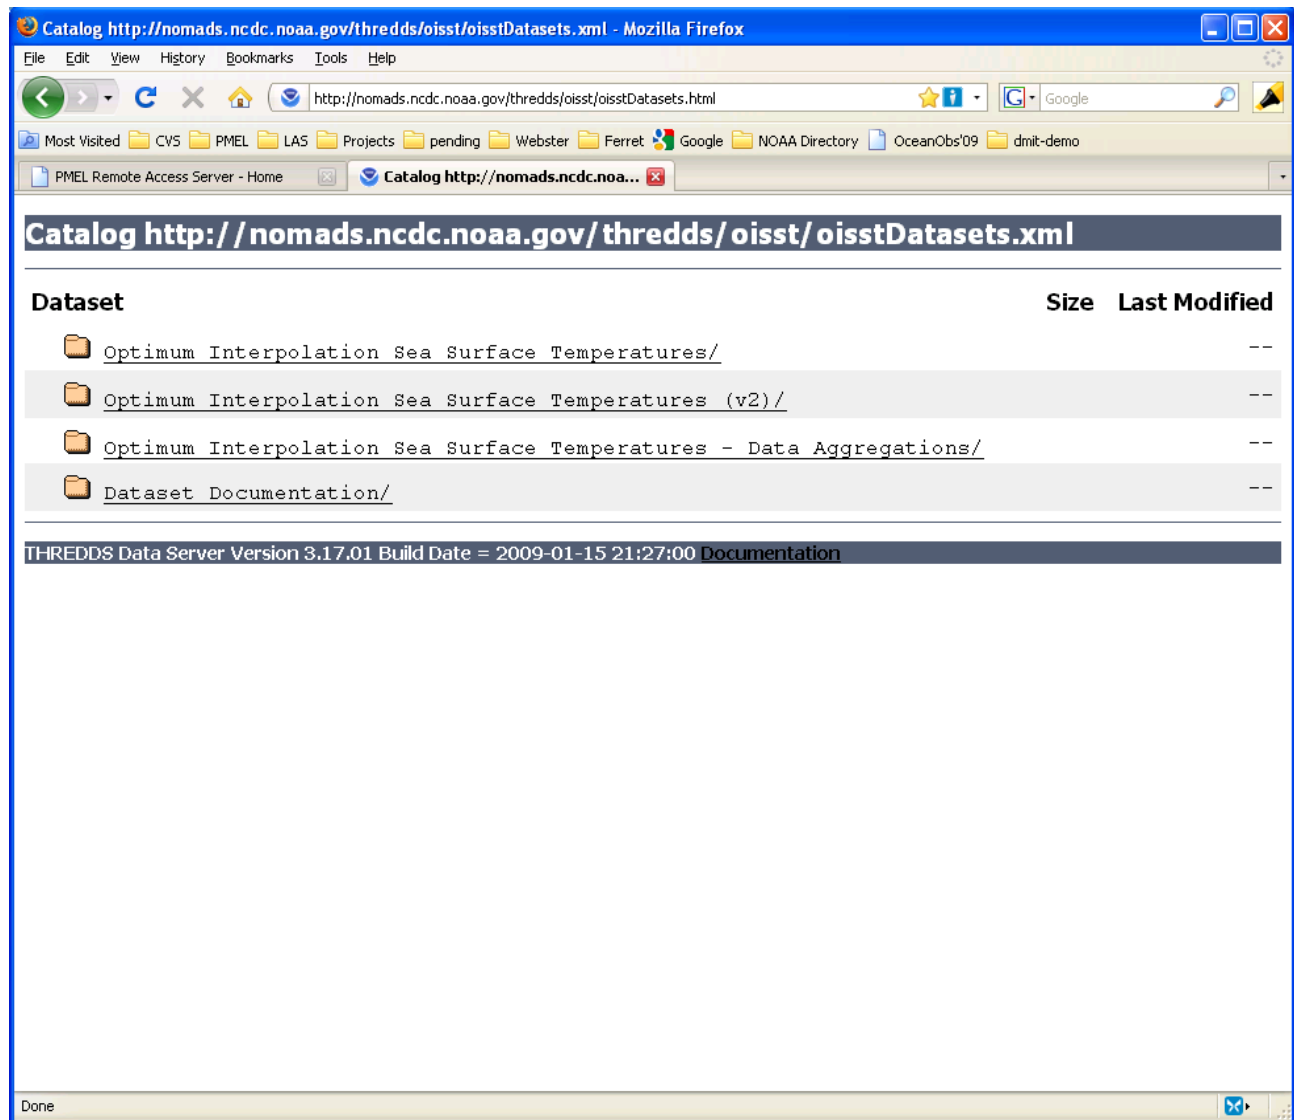 Catalog http://nomads.ncdc.noaa.gov/thredds/oisst/oisstDatasets.xml - Mozilla Firefox
File Edit View History Bookmarks Tools Help
http://nomads.ncdc.noaa.gov/thredds/oisst/oisstDatasets.html G Google
Most Visited CVS PMEL LAS Projects pending Webster Ferret Google NOAA Directory OceanObs'09 dmit-demo
PMEL Remote Access Server - Home Catalog http://nomads.ncdc.noa...
Catalog http://nomads.ncdc.noaa.gov/thredds/oisst/oisstDatasets.xml
Dataset Size Last Modified
Optimum Interpolation Sea Surface Temperatures/ --
Optimum Interpolation Sea Surface Temperatures (v2)/ --
Optimum Interpolation Sea Surface Temperatures - Data Aggregations/ --
Dataset Documentation/ --
THREDDS Data Server Version 3.17.01 Build Date = 2009-01-15 21:27:00 Documentation
Done